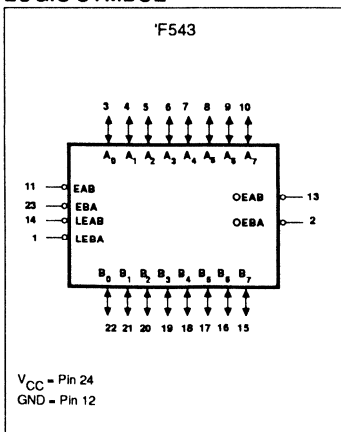 'F543
3 4 5 6 7 8 9 10
A0 A1 A2 A3 A4 A5 A6 A7
11 EAB
23 EBA
14 LEAB
1 LEBA
OEAB 13
OEBA 2
B0 B1 B2 B3 B4 B5 B6 B7
22 21 20 19 18 17 16 15
VCC = Pin 24
GND = Pin 12